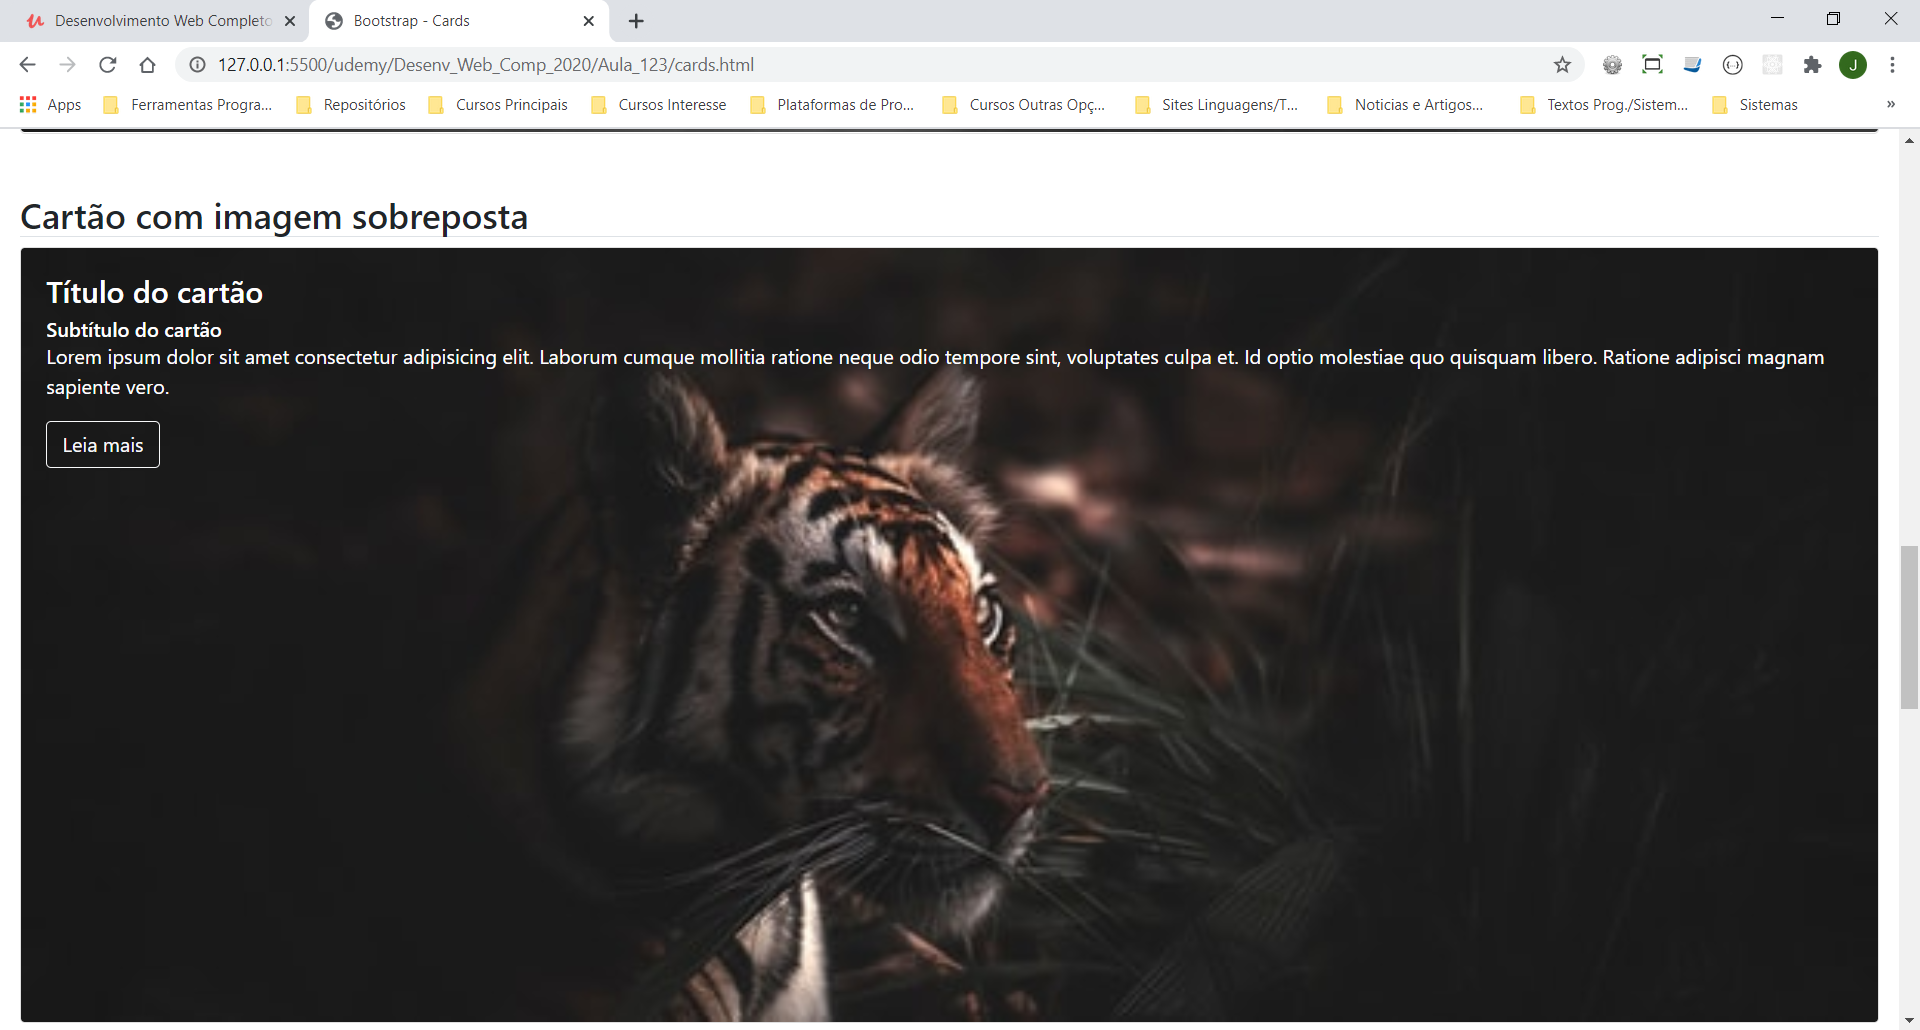 Desenvolvimento Web Completo
Bootstrap - Cards
127.0.0.1:5500/udemy/Desenv_Web_Comp_2020/Aula_123/cards.html
J
Apps
Ferramentas Progra...
Repositórios
Cursos Principais
Cursos Interesse
Plataformas de Pro...
Cursos Outras Opç...
Sites Linguagens/T...
Noticias e Artigos...
Textos Prog./Sistem...
Sistemas
»
Cartão com imagem sobreposta
Título do cartão
Subtítulo do cartão
Lorem ipsum dolor sit amet consectetur adipisicing elit. Laborum cumque mollitia ratione neque odio tempore sint, voluptates culpa et. Id optio molestiae quo quisquam libero. Ratione adipisci magnam
sapiente vero.
Leia mais